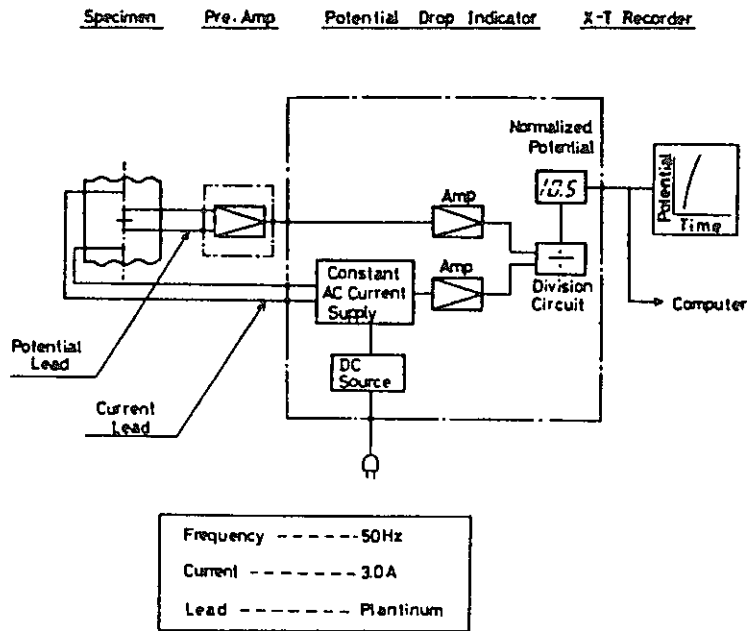 Specimen Pre.Amp Potential Drop Indicator X-T Recorder
Normalized
Potential
10.5
Potential
Time
Amp
Amp
Constant
AC Current
Supply
Division
Circuit
Computer
DC
Source
Potential
Lead
Current
Lead
Frequency ------ 50Hz
Current ------- 3.0A
Lead ------- Plantinum